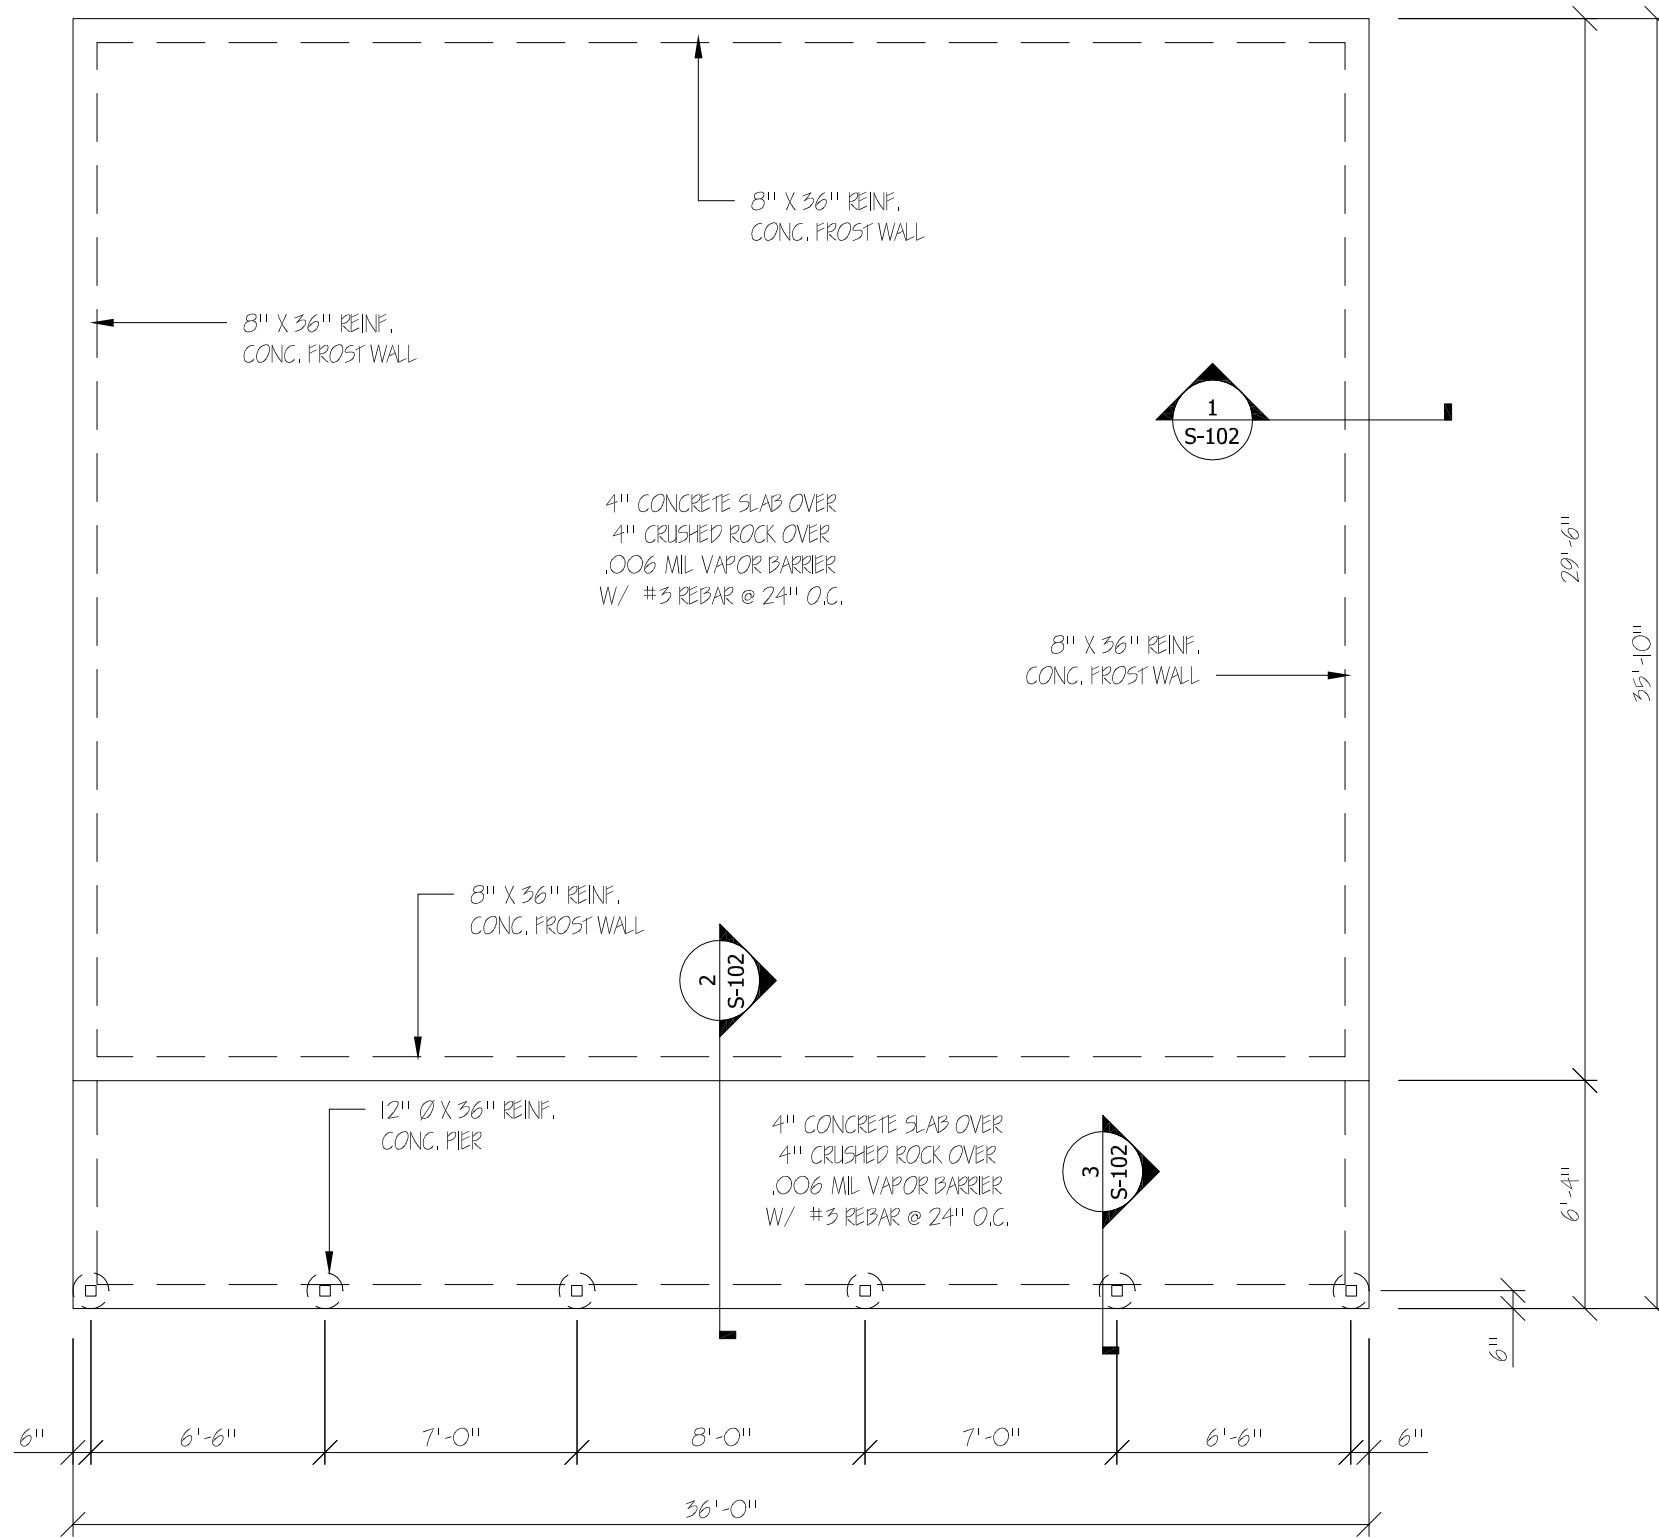 8" X 36" REINF.
CONC. FROST WALL
8" X 36" REINF.
CONC. FROST WALL
1
S-102
4" CONCRETE SLAB OVER
4" CRUSHED ROCK OVER
.006 MIL VAPOR BARRIER
W/ #3 REBAR @ 24" O.C.
29'-6"
35'-10"
8" X 36" REINF.
CONC. FROST WALL
8" X 36" REINF.
CONC. FROST WALL
2
S-102
12" Ø X 36" REINF.
CONC. PIER
4" CONCRETE SLAB OVER
4" CRUSHED ROCK OVER
.006 MIL VAPOR BARRIER
W/ #3 REBAR @ 24" O.C.
3
S-102
6'-4"
6"
6"
6'-6"
7'-0"
8'-0"
7'-0"
6'-6"
6"
36'-0"